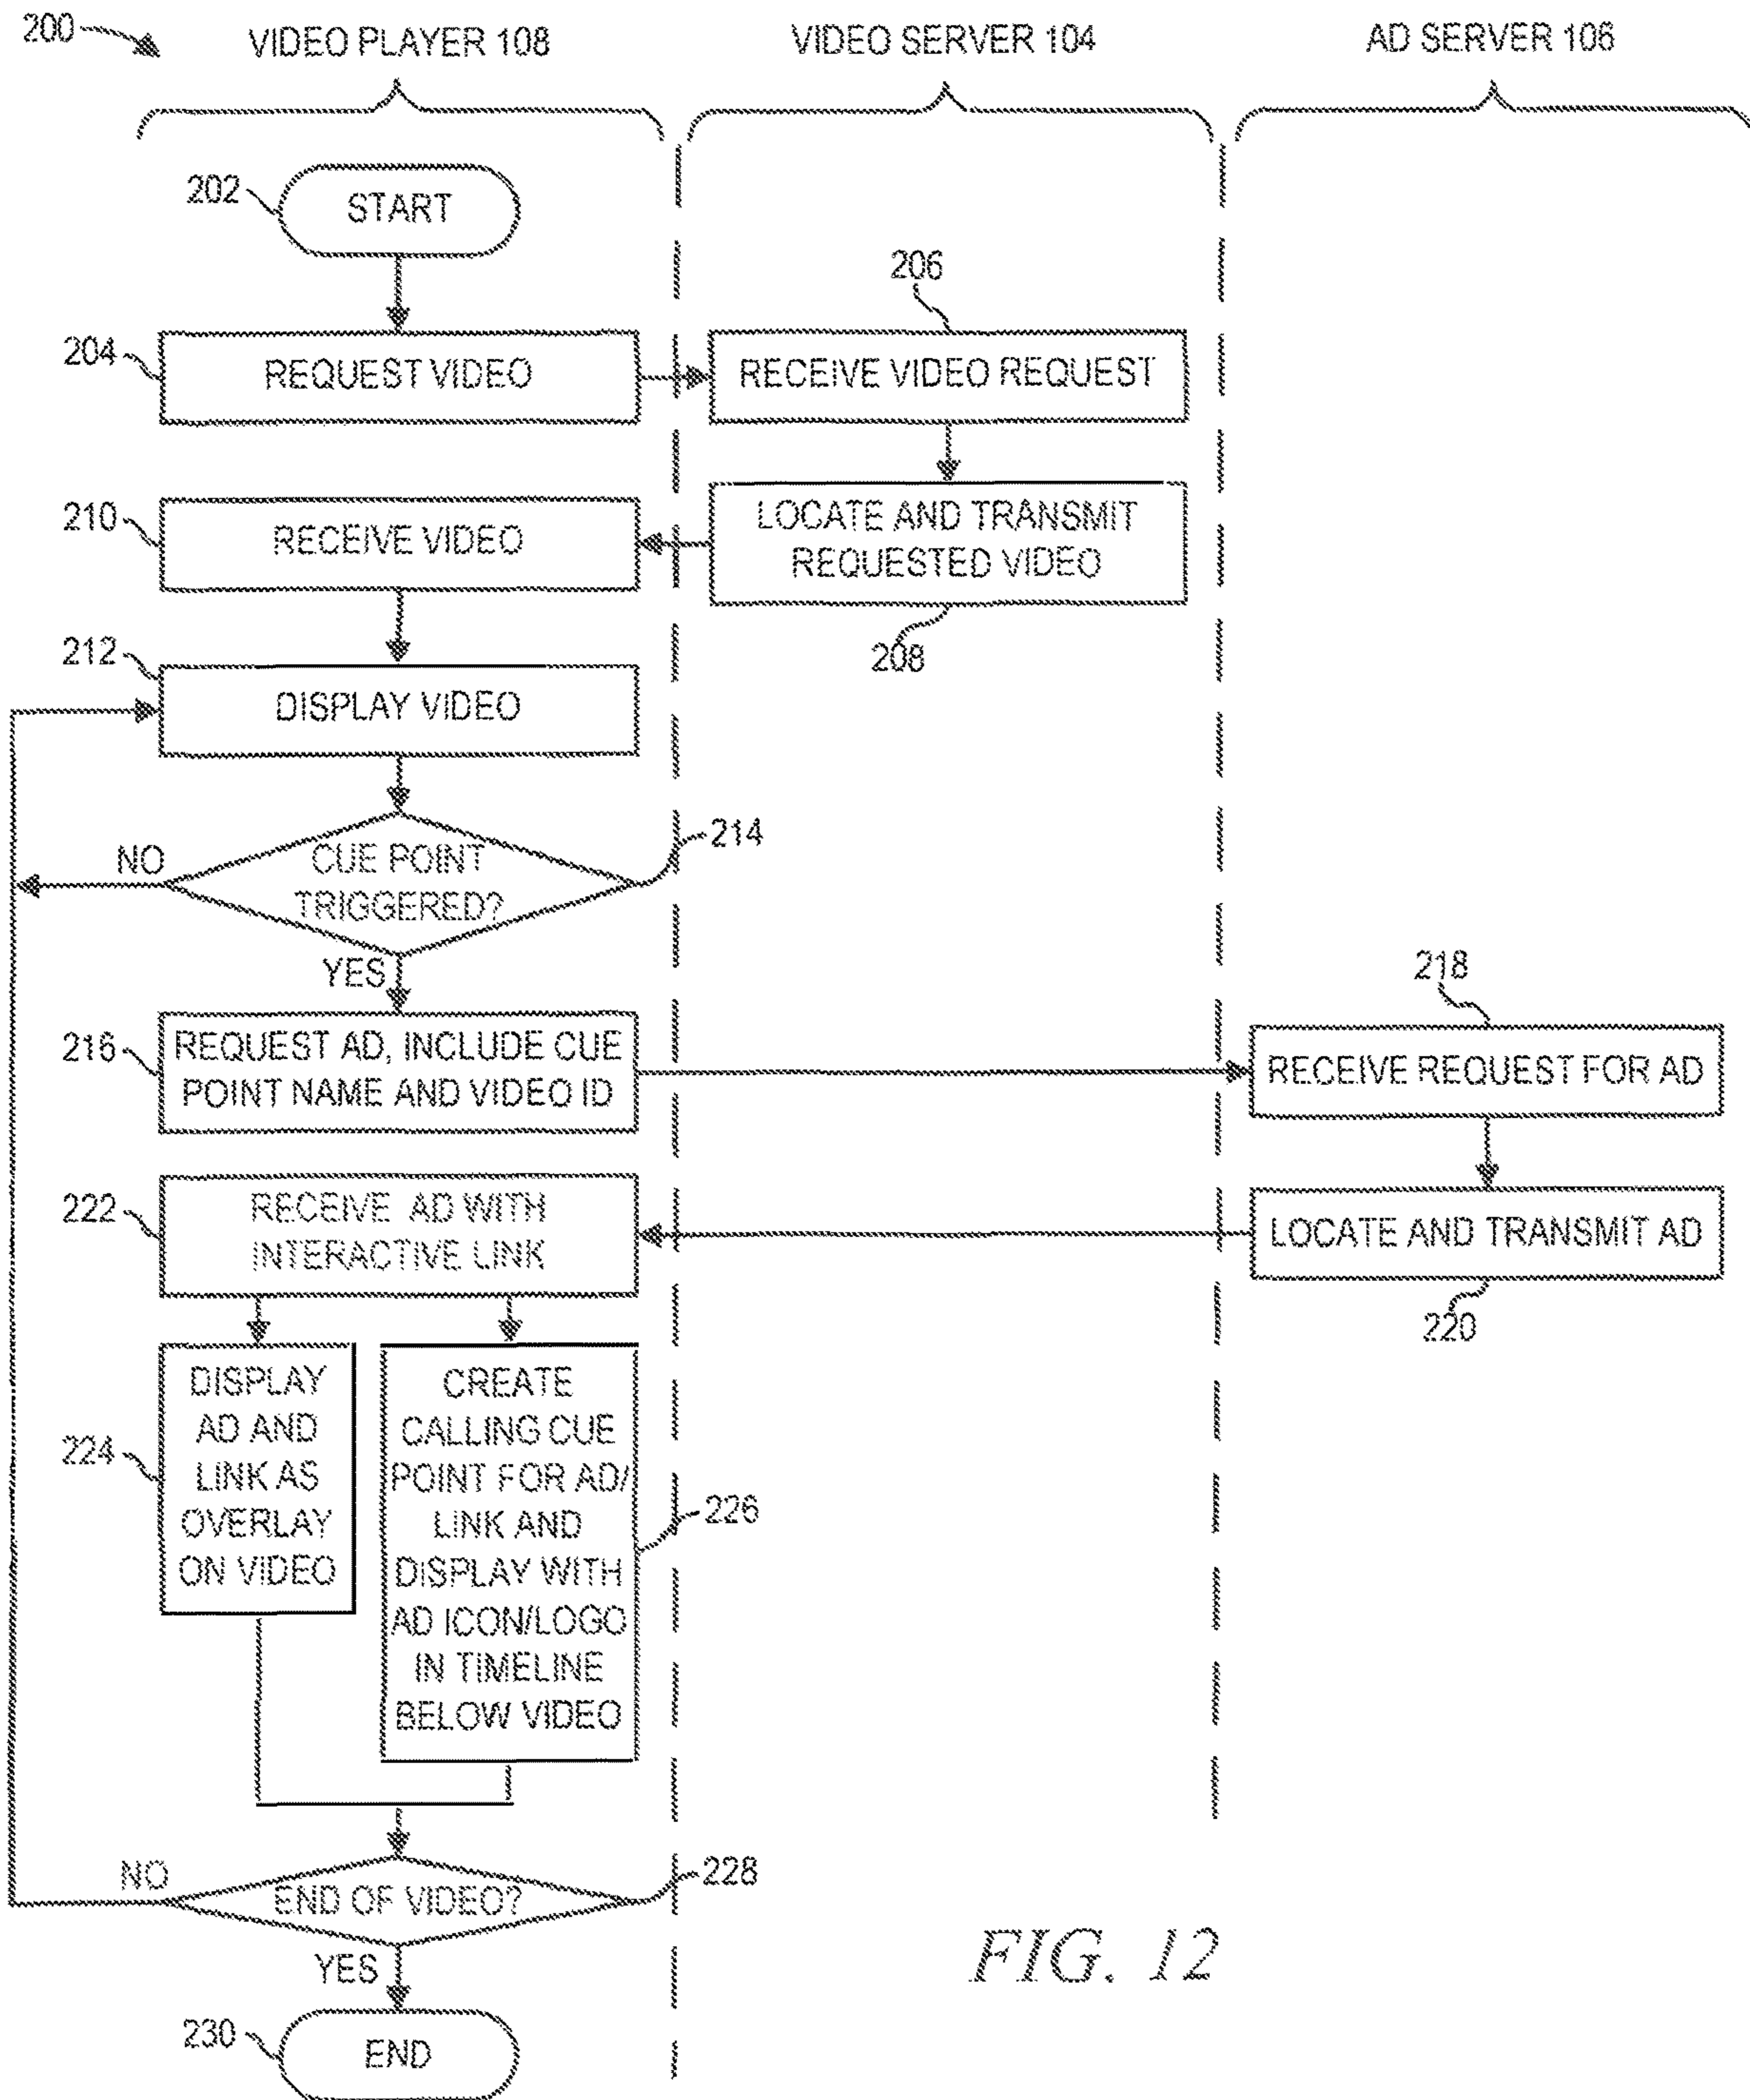 200
VIDEO PLAYER 108
VIDEO SERVER 104
AD SERVER 106
202
START
206
204
REQUEST VIDEO
RECEIVE VIDEO REQUEST
210
RECEIVE VIDEO
LOCATE AND TRANSMIT
REQUESTED VIDEO
208
212
DISPLAY VIDEO
214
NO
CUE POINT
TRIGGERED?
YES
218
216
REQUEST AD, INCLUDE CUE
POINT NAME AND VIDEO ID
RECEIVE REQUEST FOR AD
222
RECEIVE AD WITH
INTERACTIVE LINK
LOCATE AND TRANSMIT AD
220
224
DISPLAY
AD AND
LINK AS
OVERLAY
ON VIDEO
CREATE
CALLING CUE
POINT FOR AD/
LINK AND
DISPLAY WITH
AD ICON/LOGO
IN TIMELINE
BELOW VIDEO
226
NO
END OF VIDEO?
228
YES
230
END
FIG. 12